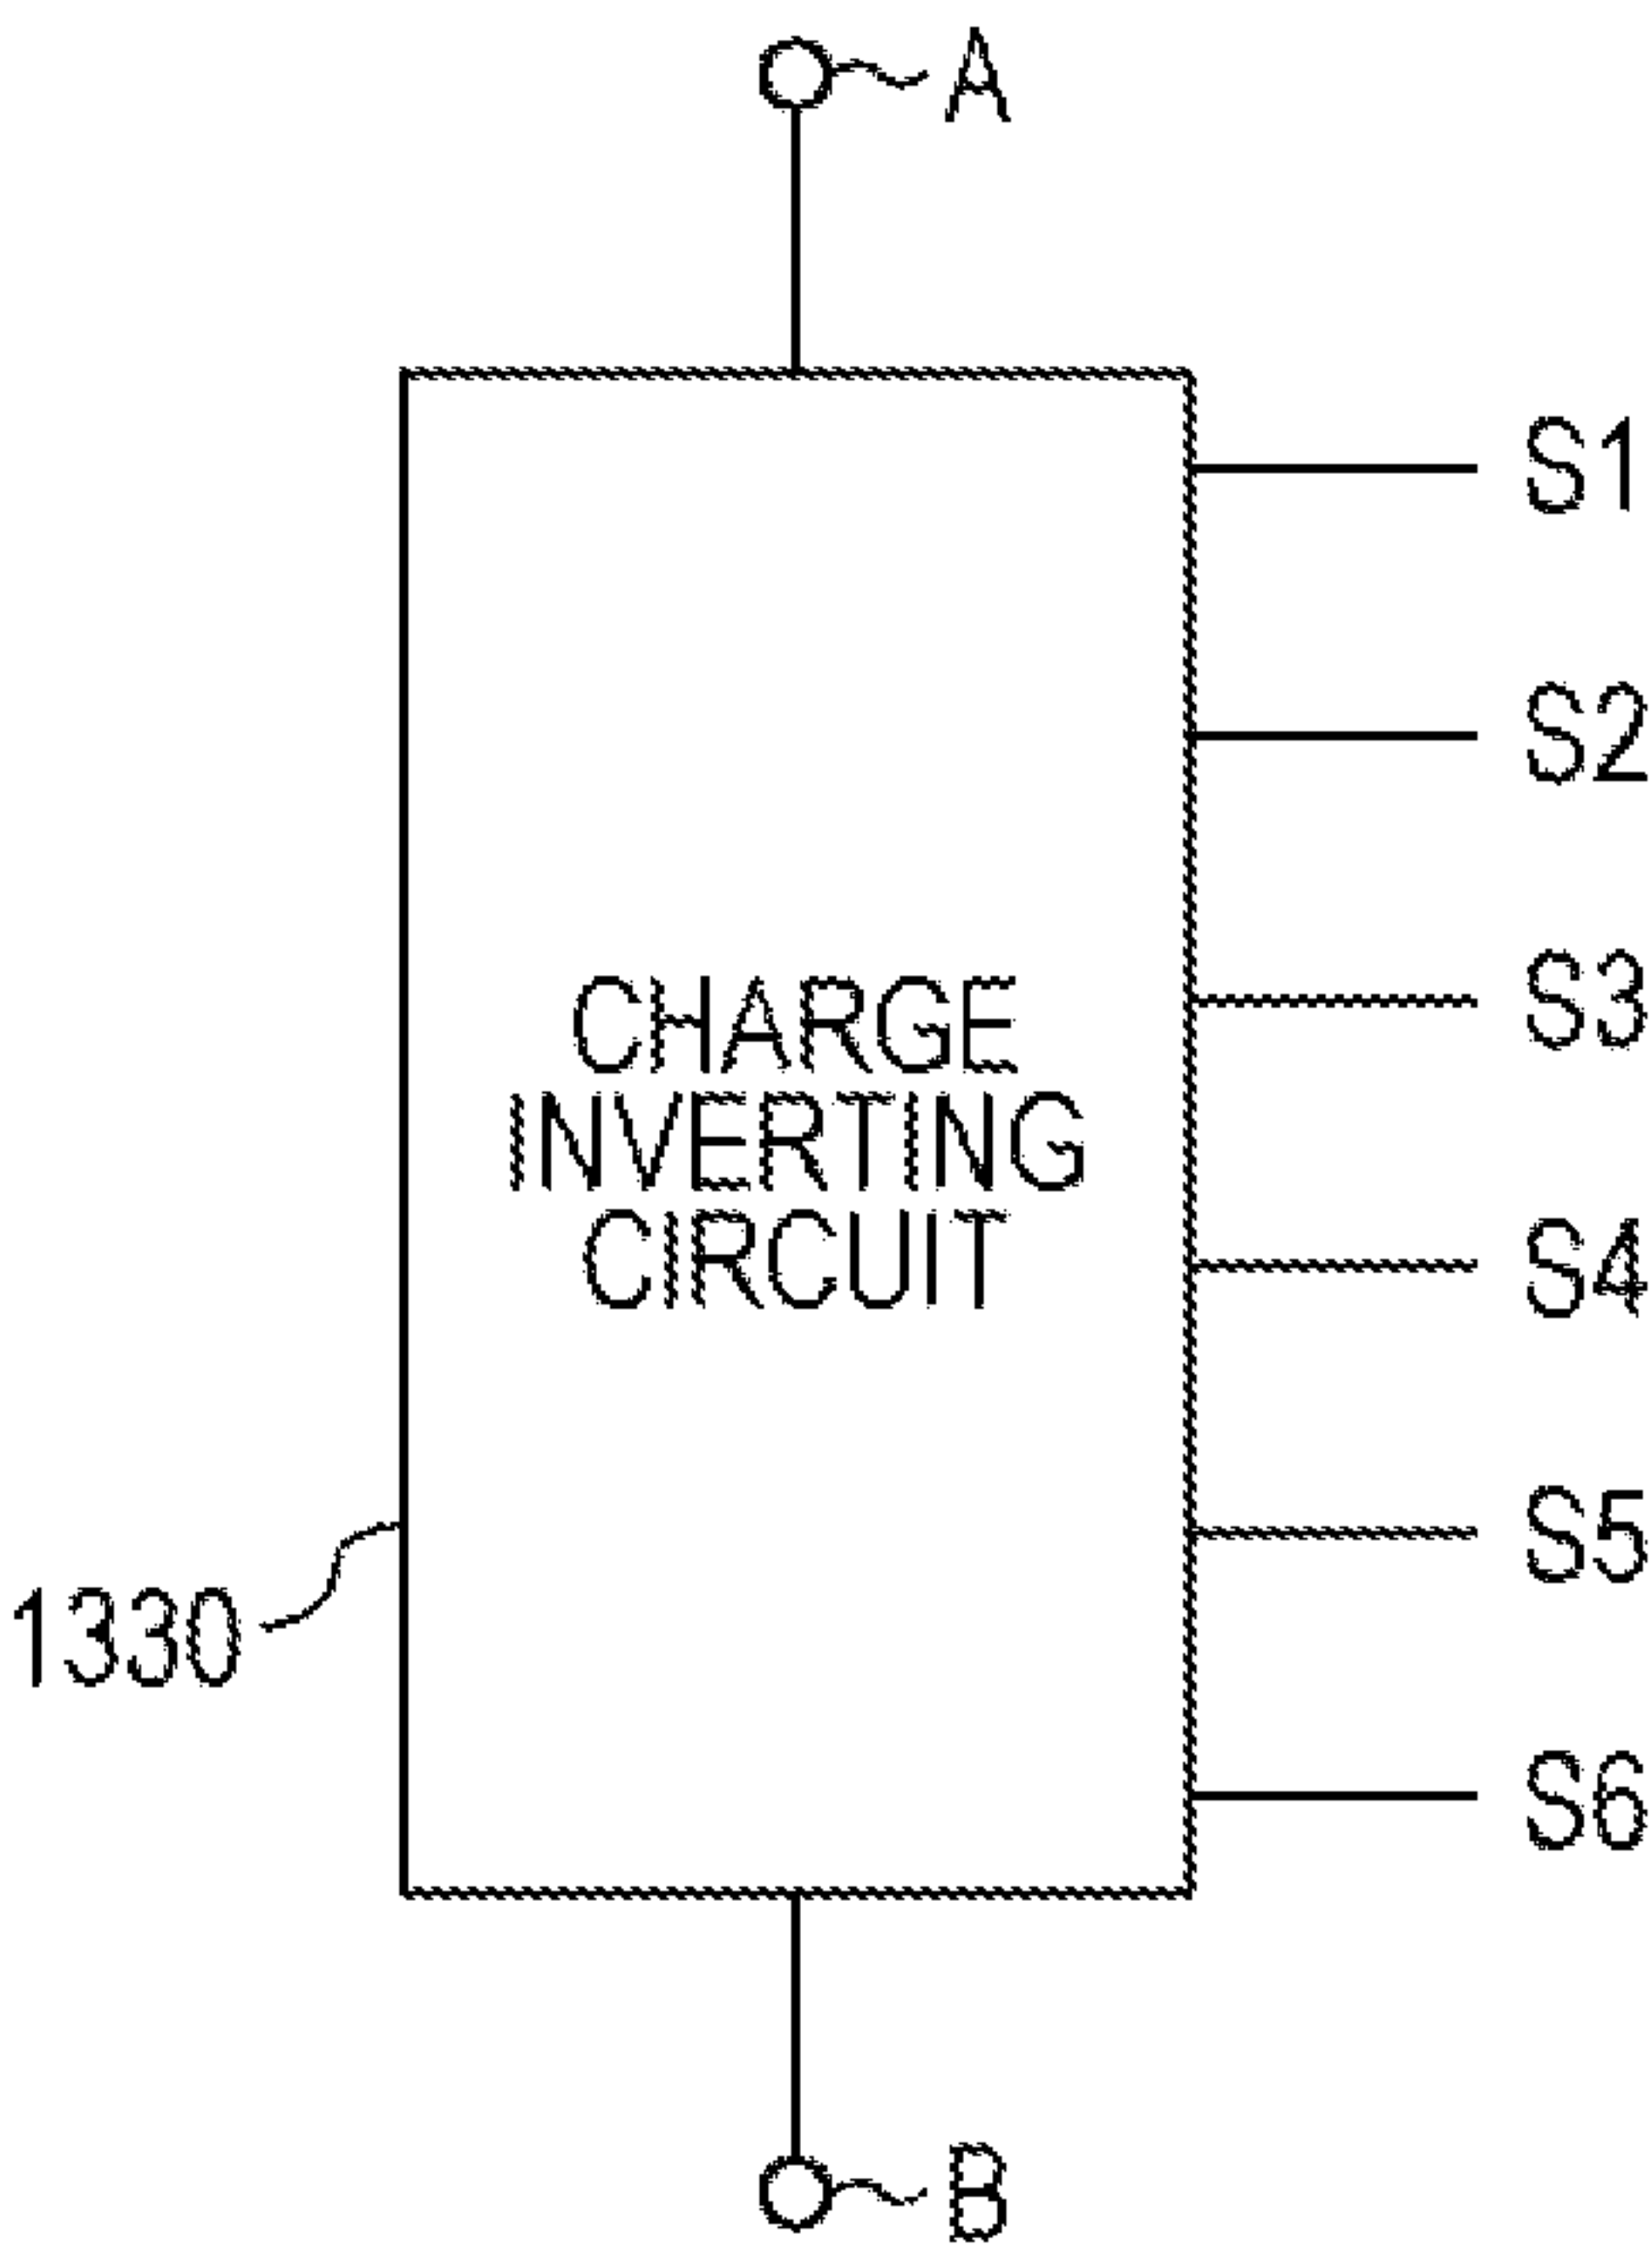 A
S1
S2
S3
CHARGE
INVERTING
CIRCUIT
S4
S5
1330
S6
B